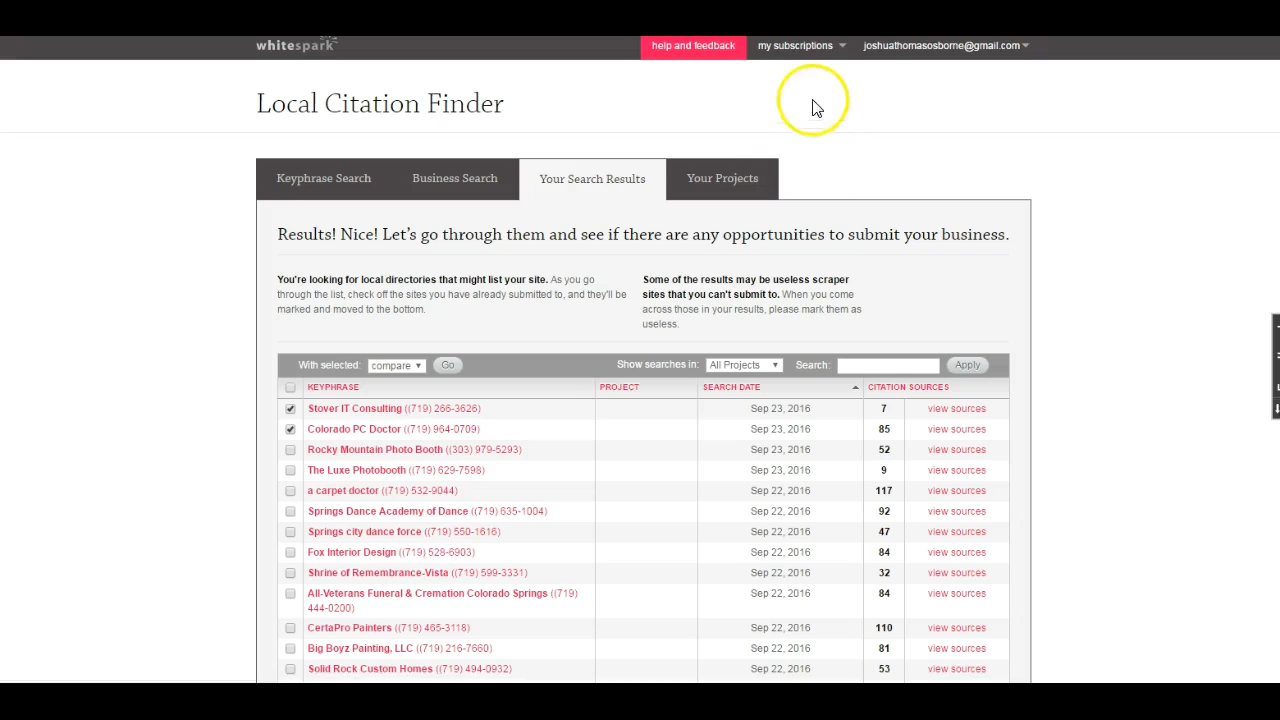 whitespark
help and feedback my subscriptions joshuathomasosborne@gmail.com
Local Citation Finder
Keyphrase Search Business Search Your Search Results Your Projects
Results! Nice! Let's go through them and see if there are any opportunities to submit your business.
You're looking for local directories that might list your site. As you go
through the list, check off the sites you have already submitted to, and they'll be
marked and moved to the bottom.
Some of the results may be useless scraper
sites that you can't submit to. When you come
across those in your results, please mark them as
useless.
With selected: compare Go Show searches in: All Projects Search: Apply
KEYPHRASE PROJECT SEARCH DATE CITATION SOURCES
Stover IT Consulting ((719) 266-3626) Sep 23, 2016 7 view sources
Colorado PC Doctor ((719) 964-0709) Sep 23, 2016 85 view sources
Rocky Mountain Photo Booth ((303) 979-5293) Sep 23, 2016 52 view sources
The Luxe Photobooth ((719) 629-7598) Sep 23, 2016 9 view sources
a carpet doctor ((719) 532-9044) Sep 22, 2016 117 view sources
Springs Dance Academy of Dance ((719) 635-1004) Sep 22, 2016 92 view sources
Springs city dance force ((719) 550-1616) Sep 22, 2016 47 view sources
Fox Interior Design ((719) 528-6903) Sep 22, 2016 84 view sources
Shrine of Remembrance-Vista ((719) 599-3331) Sep 22, 2016 32 view sources
All-Veterans Funeral & Cremation Colorado Springs ((719) Sep 22, 2016 84 view sources
444-0200)
CertaPro Painters ((719) 465-3118) Sep 22, 2016 110 view sources
Big Boyz Painting, LLC ((719) 216-7660) Sep 22, 2016 81 view sources
Solid Rock Custom Homes ((719) 494-0932) Sep 22, 2016 53 view sources